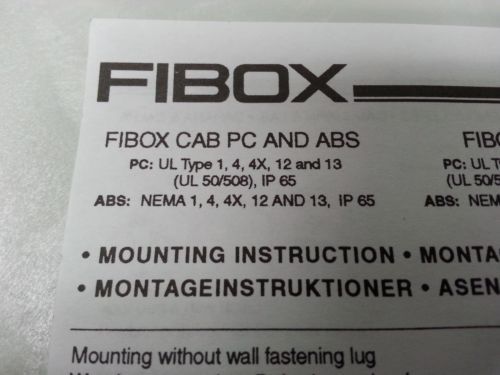 FIBOX
FIBOX CAB PC AND ABS
PC: UL Type 1, 4, 4X, 12 and 13
(UL 50/508), IP 65
ABS: NEMA 1, 4, 4X, 12 AND 13, IP 65
FIB
PC: UL T
(UL 50/5
ABS: NEM
• MOUNTING INSTRUCTION • MONTA
• MONTAGEINSTRUKTIONER • ASEN
Mounting without wall fastening lug